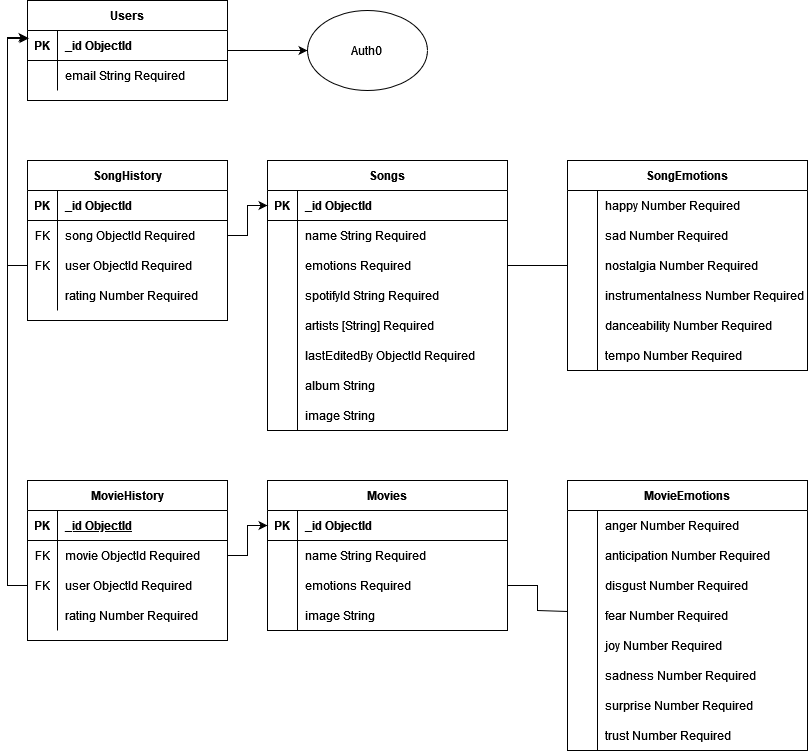 Users
PK _id ObjectId
email String Required
Auth0
SongHistory
PK _id ObjectId
FK song ObjectId Required
FK user ObjectId Required
rating Number Required
Songs
PK _id ObjectId
name String Required
emotions Required
spotifyId String Required
artists [String] Required
lastEditedBy ObjectId Required
album String
image String
SongEmotions
happy Number Required
sad Number Required
nostalgia Number Required
instrumentalness Number Required
danceability Number Required
tempo Number Required
MovieHistory
PK _id ObjectId
FK movie ObjectId Required
FK user ObjectId Required
rating Number Required
Movies
PK _id ObjectId
name String Required
emotions Required
image String
MovieEmotions
anger Number Required
anticipation Number Required
disgust Number Required
fear Number Required
joy Number Required
sadness Number Required
surprise Number Required
trust Number Required